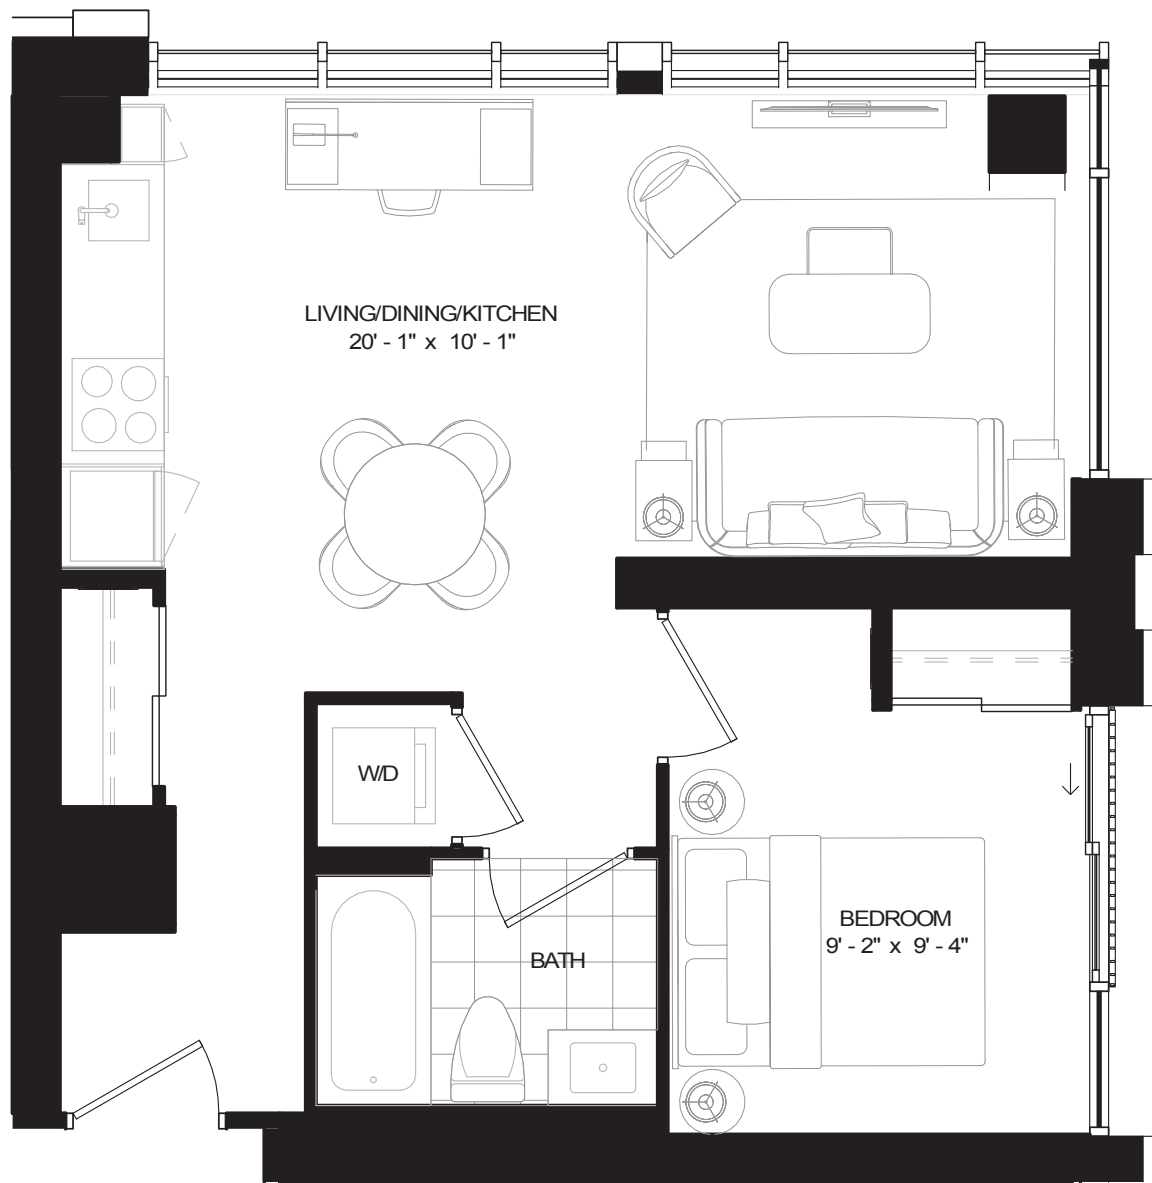 LIVING/DINING/KITCHEN
20' - 1" x 10' - 1"
W/D
BEDROOM
9' - 2" x 9' - 4"
BATH